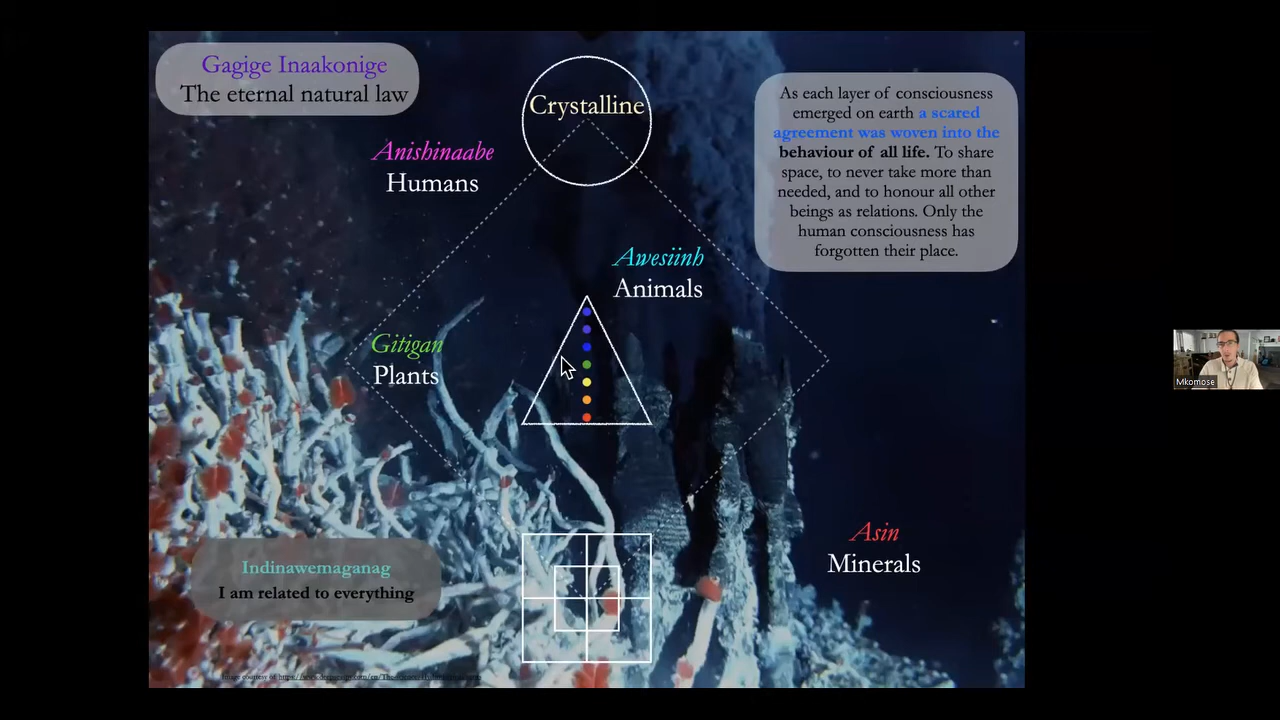 Gagige Inaakonige
The eternal natural law
Crystalline
Anishinaabe
Humans
As each layer of consciousness
emerged on earth a scared
agreement was woven into the
behaviour of all life. To share
space, to never take more than
needed, and to honour all other
beings as relations. Only the
human consciousness has
forgotten their place.
Awesiinh
Animals
Gitigan
Plants
Mkomose
Asin
Minerals
Indinawemaganag
I am related to everything
Image courtesy of